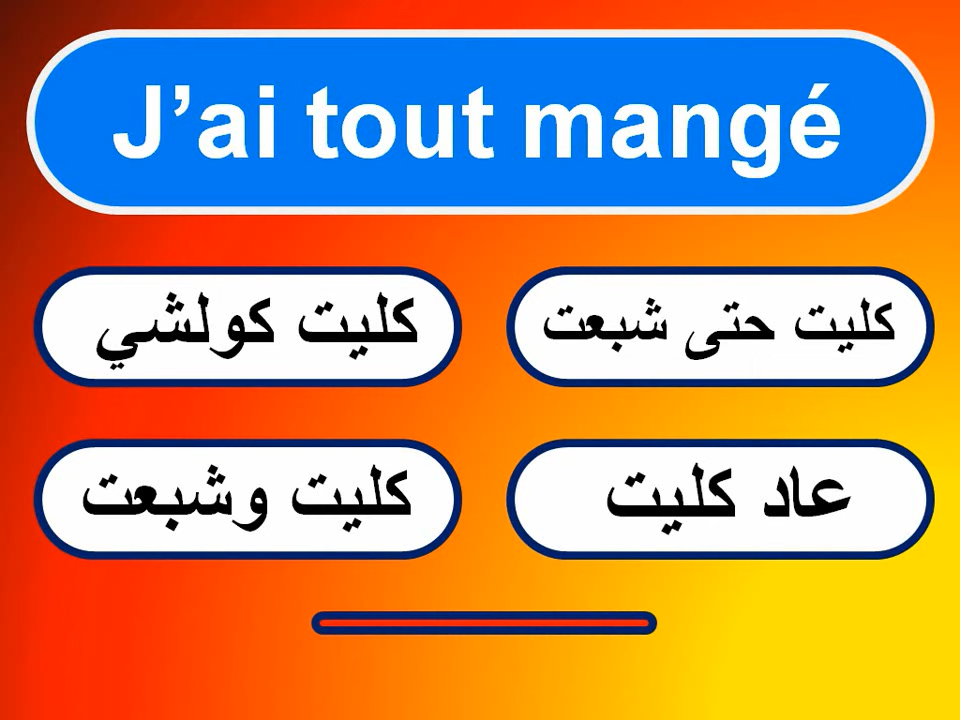 J’ai tout mangé
كليت كولشي
كليت حتى شبعت
كليت وشبعت
عاد كليت